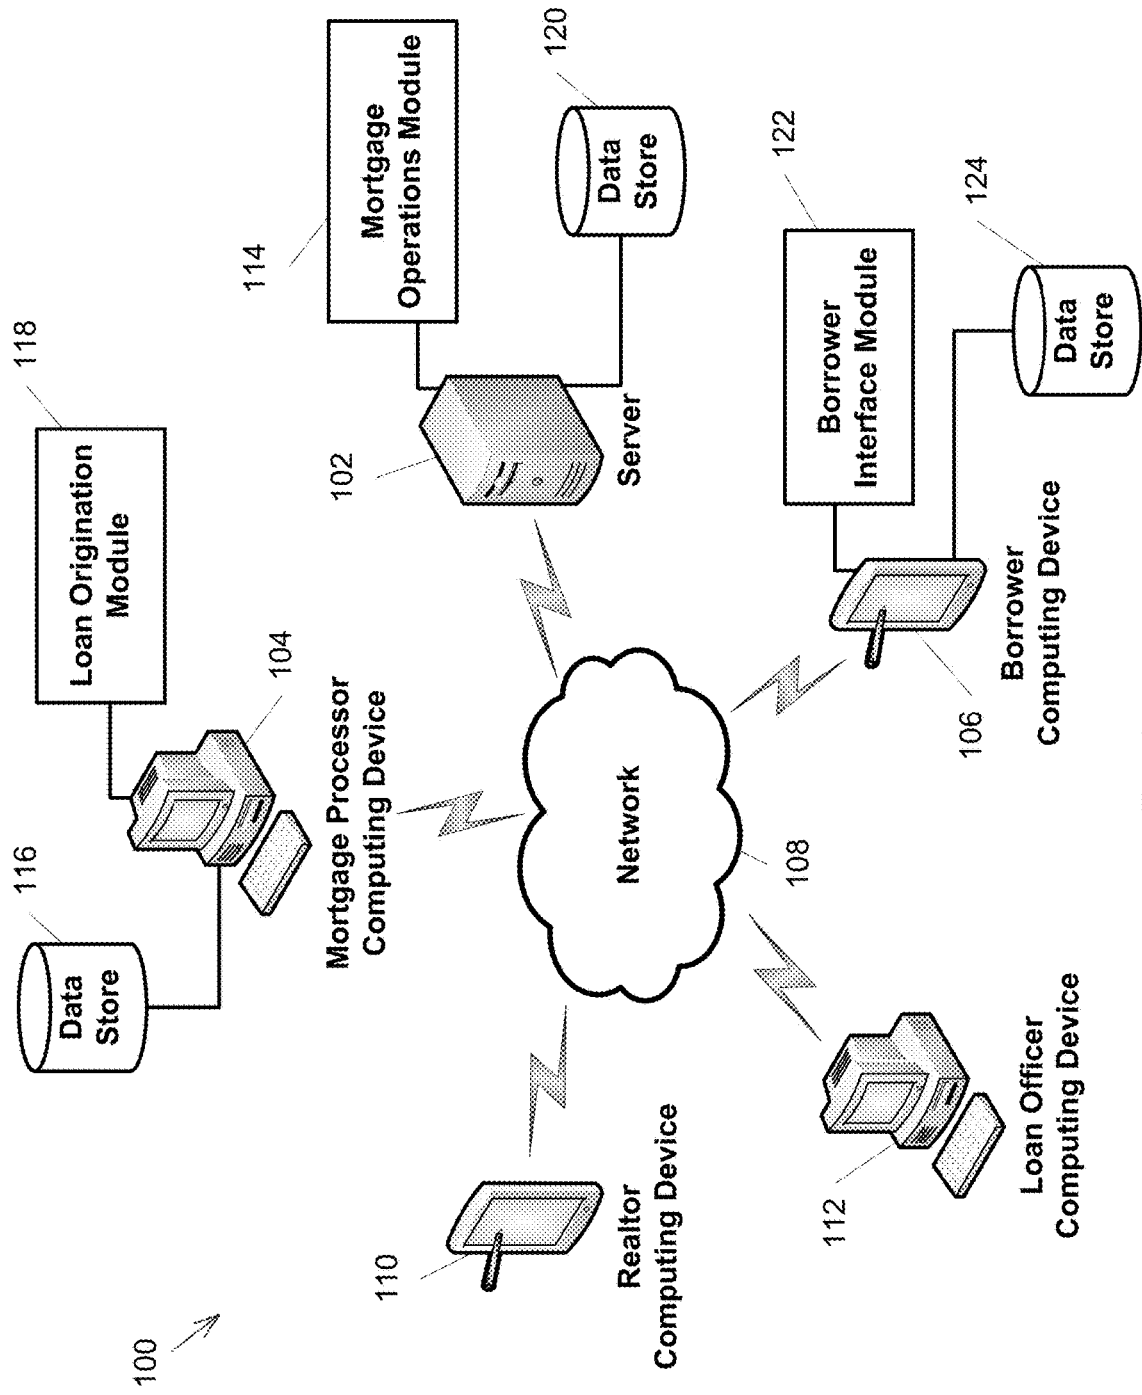 100
116
118
Data
Store
Loan Origination
Module
104
114
Mortgage Processor
Computing Device
102
Mortgage
Operations Module
110
120
Data
Store
Server
Network
Realtor
Computing Device
122
108
112
Borrower
Interface Module
106
124
Loan Officer
Computing Device
Borrower
Computing Device
Data
Store